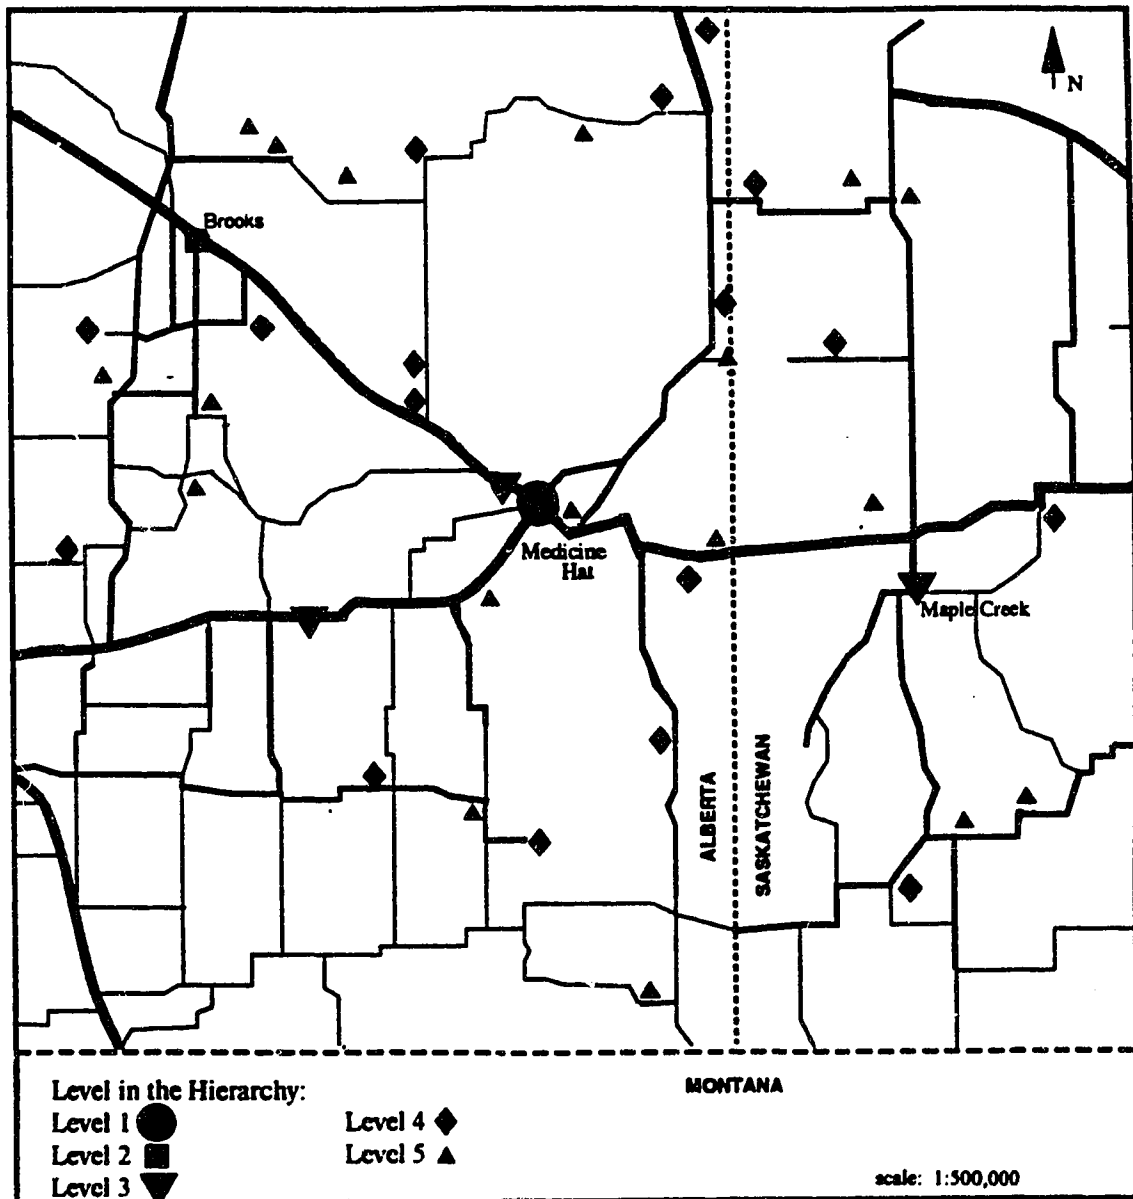 N
Brooks
Medicine
Hat
Maple Creek
ALBERTA
SASKATCHEWAN
MONTANA
Level in the Hierarchy:
Level 1
Level 2
Level 3
Level 4
Level 5
scale: 1:500,000